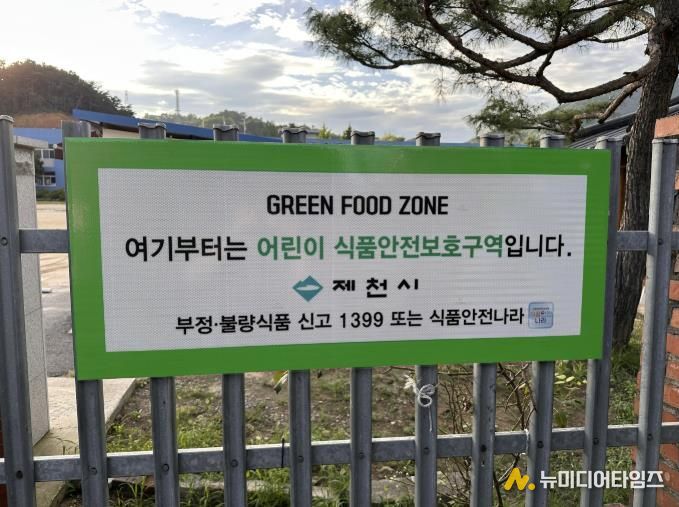 GREEN FOOD ZONE
여기부터는 어린이 식품안전보호구역입니다.
제천시
부정·불량식품 신고 1399 또는 식품안전나라
뉴미디어타임즈